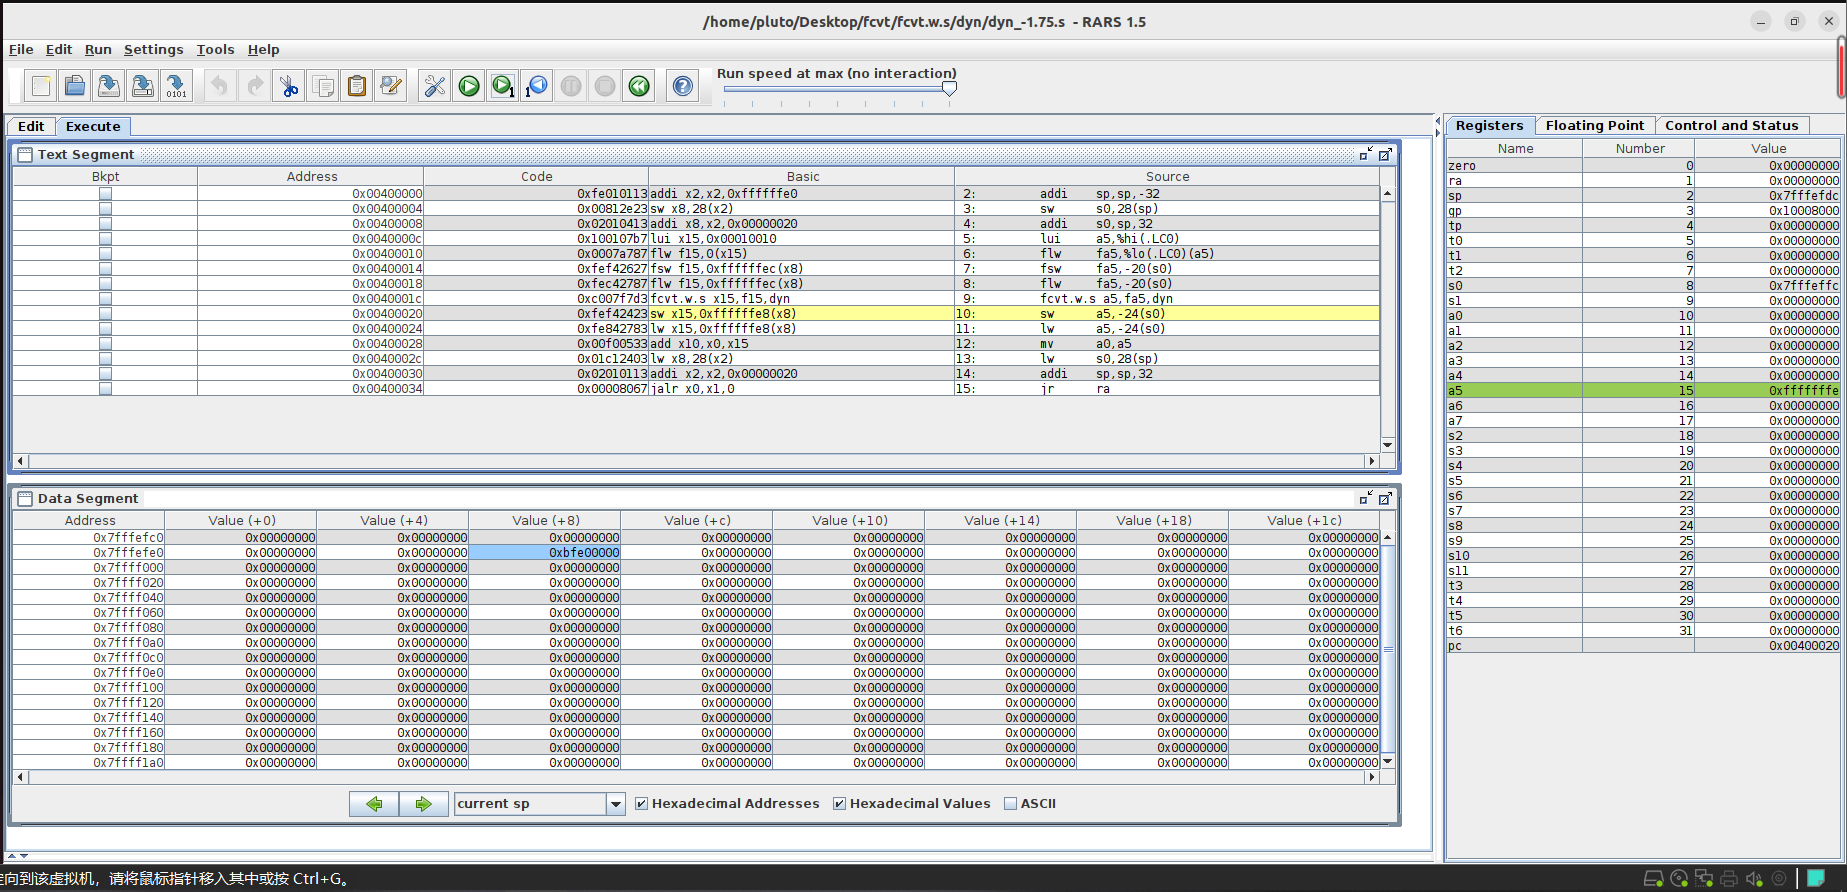 /home/pluto/Desktop/fcvt/fcvt.w.s/dyn/dyn_-1.75.s - RARS 1.5
File Edit Run Settings Tools Help
Run speed at max (no interaction)
Edit Execute
Text Segment
Bkpt Address Code Basic Source
0x00400000 0xfe010113 addi x2,x2,0xffffffe0 2: addi sp,sp,-32
0x00400004 0x00812e23 sw x8,28(x2) 3: sw s0,28(sp)
0x00400008 0x02010413 addi x8,x2,0x00000020 4: addi s0,sp,32
0x0040000c 0x100107b7 lui x15,0x00010010 5: lui a5,%hi(.LC0)
0x00400010 0x0007a787 flw f15,0(x15) 6: flw fa5,%lo(.LC0)(a5)
0x00400014 0xfef42627 fsw f15,0xffffffec(x8) 7: fsw fa5,-20(s0)
0x00400018 0xfec42787 flw f15,0xffffffec(x8) 8: flw fa5,-20(s0)
0x0040001c 0xc007f7d3 fcvt.w.s x15,f15,dyn 9: fcvt.w.s a5,fa5,dyn
0x00400020 0xfef42423 sw x15,0xffffffe8(x8) 10: sw a5,-24(s0)
0x00400024 0xfe842783 lw x15,0xffffffe8(x8) 11: lw a5,-24(s0)
0x00400028 0x00f00533 add x10,x0,x15 12: mv a0,a5
0x0040002c 0x01c12403 lw x8,28(x2) 13: lw s0,28(sp)
0x00400030 0x02010113 addi x2,x2,0x00000020 14: addi sp,sp,32
0x00400034 0x00008067 jalr x0,x1,0 15: jr ra
Data Segment
Address Value (+0) Value (+4) Value (+8) Value (+c) Value (+10) Value (+14) Value (+18) Value (+1c)
0x7fffefc0 0x00000000 0x00000000 0x00000000 0x00000000 0x00000000 0x00000000 0x00000000 0x00000000
0x7fffefe0 0x00000000 0x00000000 0xbfe00000 0x00000000 0x00000000 0x00000000 0x00000000 0x00000000
0x7ffff000 0x00000000 0x00000000 0x00000000 0x00000000 0x00000000 0x00000000 0x00000000 0x00000000
0x7ffff020 0x00000000 0x00000000 0x00000000 0x00000000 0x00000000 0x00000000 0x00000000 0x00000000
0x7ffff040 0x00000000 0x00000000 0x00000000 0x00000000 0x00000000 0x00000000 0x00000000 0x00000000
0x7ffff060 0x00000000 0x00000000 0x00000000 0x00000000 0x00000000 0x00000000 0x00000000 0x00000000
0x7ffff080 0x00000000 0x00000000 0x00000000 0x00000000 0x00000000 0x00000000 0x00000000 0x00000000
0x7ffff0a0 0x00000000 0x00000000 0x00000000 0x00000000 0x00000000 0x00000000 0x00000000 0x00000000
0x7ffff0c0 0x00000000 0x00000000 0x00000000 0x00000000 0x00000000 0x00000000 0x00000000 0x00000000
0x7ffff0e0 0x00000000 0x00000000 0x00000000 0x00000000 0x00000000 0x00000000 0x00000000 0x00000000
0x7ffff100 0x00000000 0x00000000 0x00000000 0x00000000 0x00000000 0x00000000 0x00000000 0x00000000
0x7ffff120 0x00000000 0x00000000 0x00000000 0x00000000 0x00000000 0x00000000 0x00000000 0x00000000
0x7ffff140 0x00000000 0x00000000 0x00000000 0x00000000 0x00000000 0x00000000 0x00000000 0x00000000
0x7ffff160 0x00000000 0x00000000 0x00000000 0x00000000 0x00000000 0x00000000 0x00000000 0x00000000
0x7ffff180 0x00000000 0x00000000 0x00000000 0x00000000 0x00000000 0x00000000 0x00000000 0x00000000
0x7ffff1a0 0x00000000 0x00000000 0x00000000 0x00000000 0x00000000 0x00000000 0x00000000 0x00000000
current sp Hexadecimal Addresses Hexadecimal Values ASCII
Registers Floating Point Control and Status
Name Number Value
zero 0 0x00000000
ra 1 0x00000000
sp 2 0x7fffefdc
gp 3 0x10008000
tp 4 0x00000000
t0 5 0x00000000
t1 6 0x00000000
t2 7 0x00000000
s0 8 0x7fffeffc
s1 9 0x00000000
a0 10 0x00000000
a1 11 0x00000000
a2 12 0x00000000
a3 13 0x00000000
a4 14 0x00000000
a5 15 0xfffffffe
a6 16 0x00000000
a7 17 0x00000000
s2 18 0x00000000
s3 19 0x00000000
s4 20 0x00000000
s5 21 0x00000000
s6 22 0x00000000
s7 23 0x00000000
s8 24 0x00000000
s9 25 0x00000000
s10 26 0x00000000
s11 27 0x00000000
t3 28 0x00000000
t4 29 0x00000000
t5 30 0x00000000
t6 31 0x00000000
pc 0x00400020
向到该虚拟机，请将鼠标指针移入其中或按 Ctrl+G。